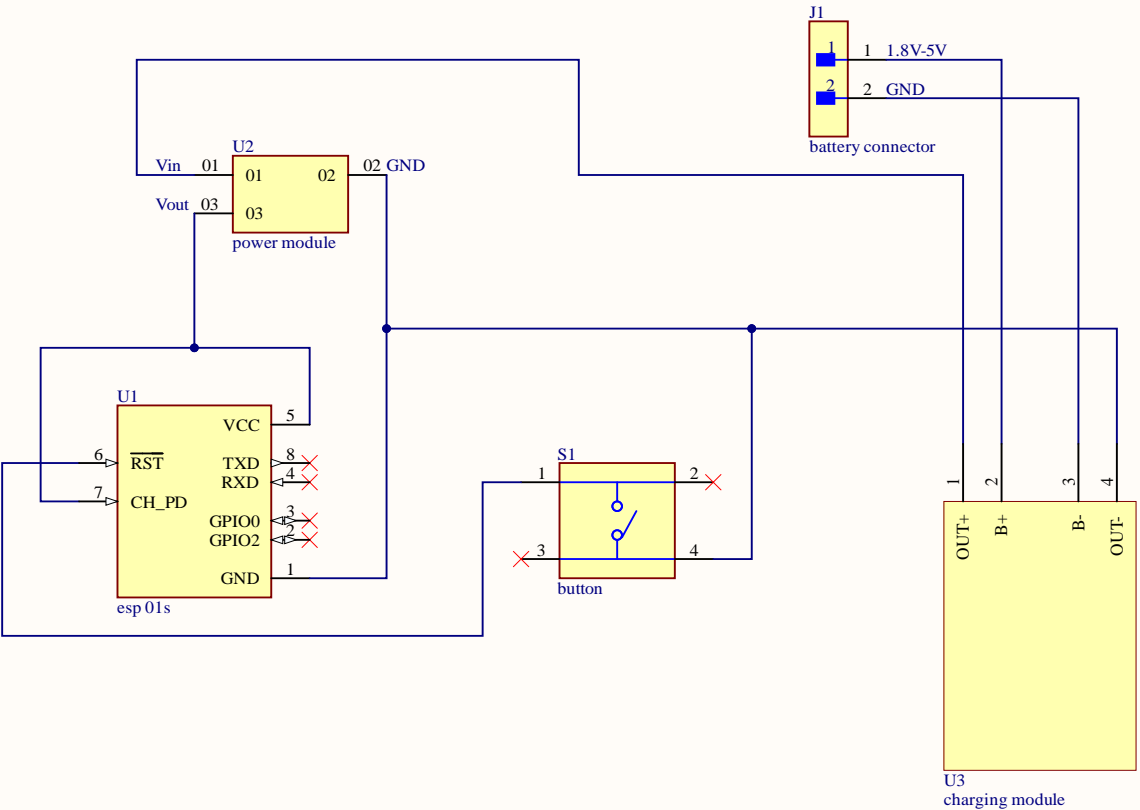 J1
1 1 1.8V-5V
2 2 GND
battery connector
U2
Vin 01 01 02 02 GND
Vout 03 03
power module
U1
VCC 5
6 RST TXD 8
RXD 4
7 CH_PD
GPIO0 3
GPIO2 2
GND 1
esp 01s
S1
1 2
3 4
button
1 2 3 4
OUT+ B+ B- OUT-
U3
charging module